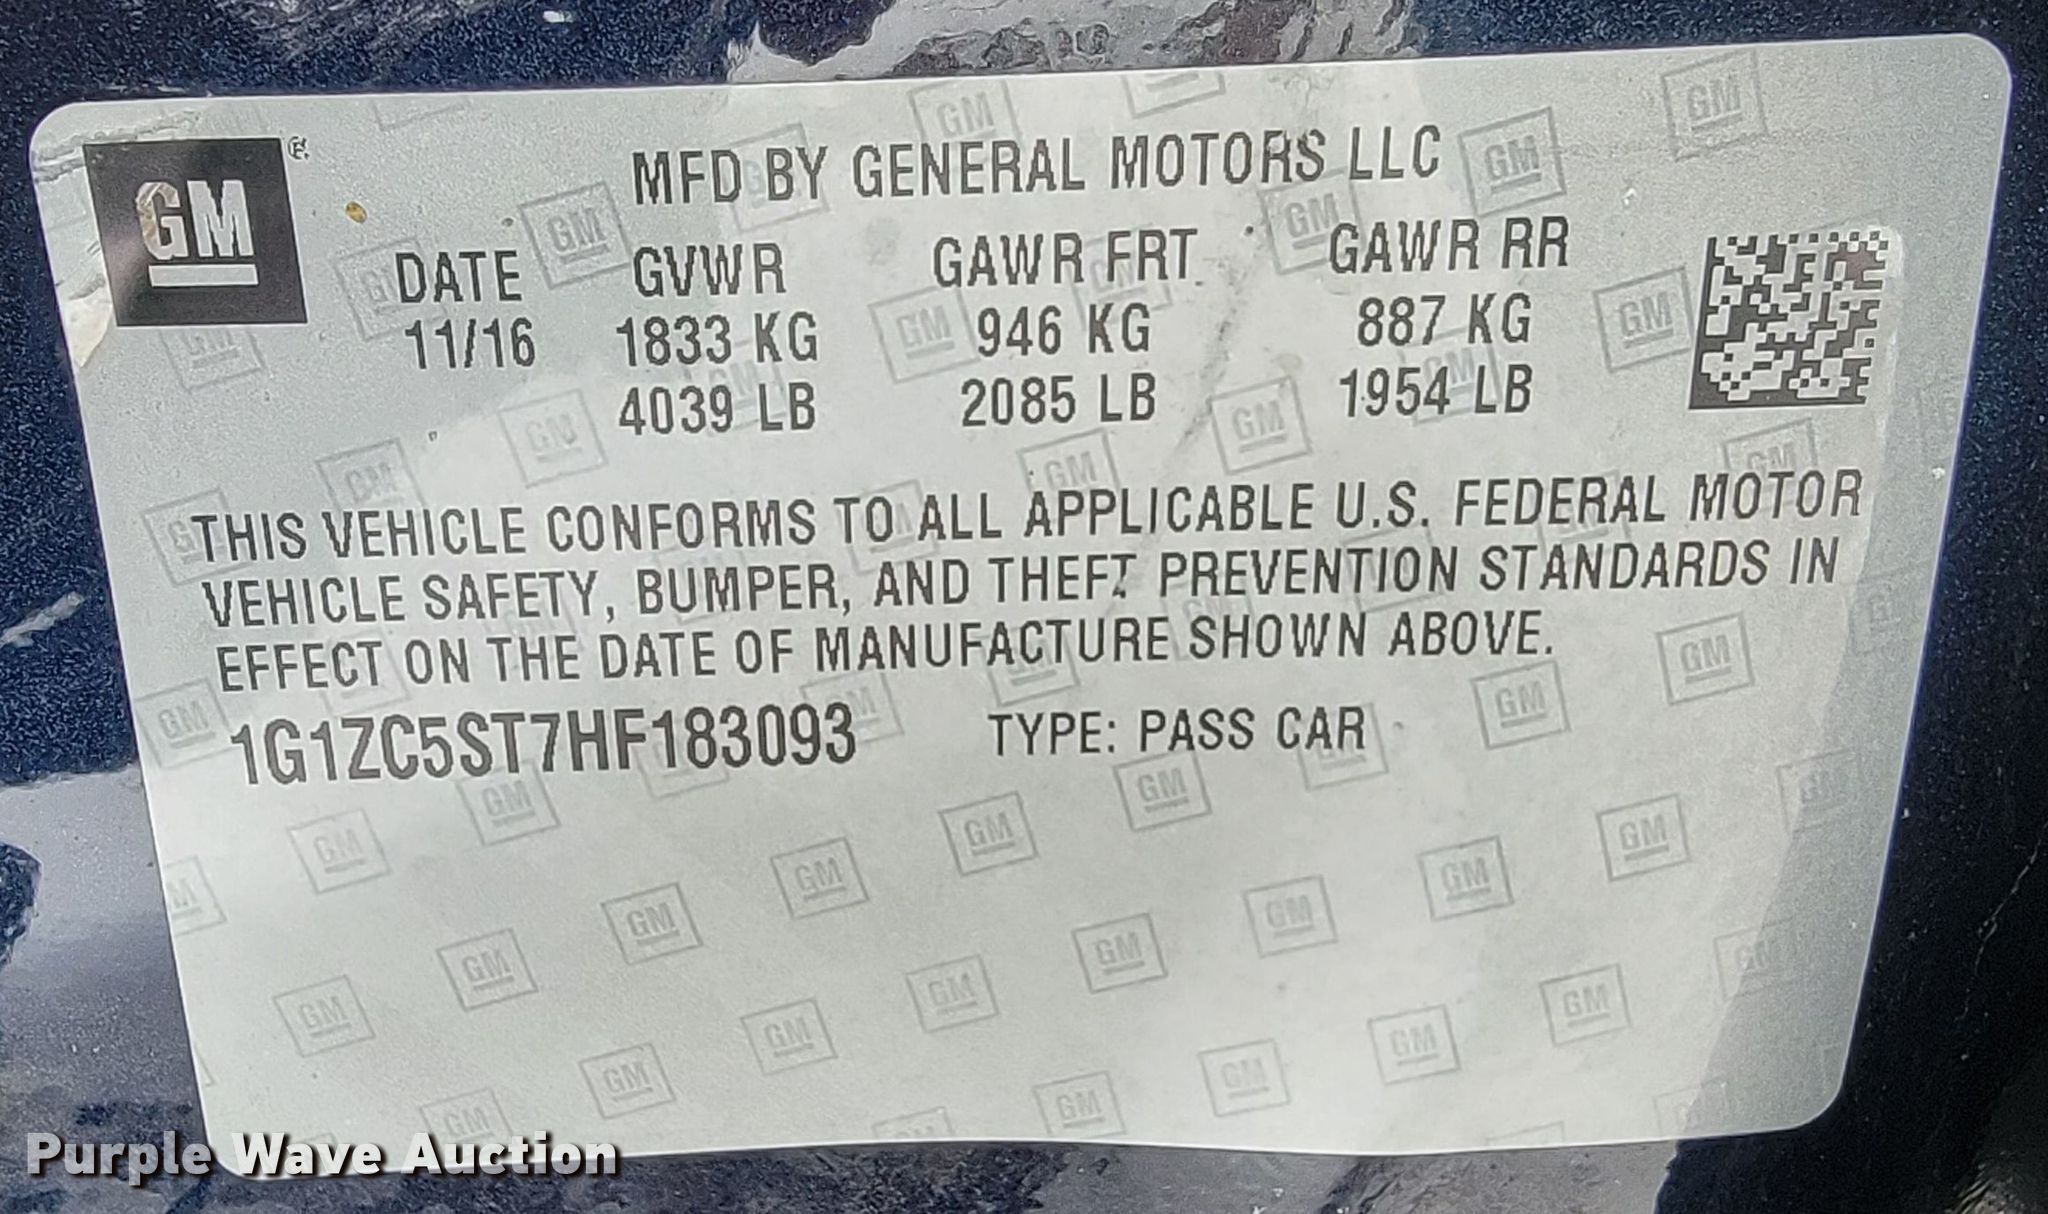 GM
MFD BY GENERAL MOTORS LLC
DATE GVWR GAWR FRT GAWR RR
11/16 1833 KG 946 KG 887 KG
4039 LB 2085 LB 1954 LB
THIS VEHICLE CONFORMS TO ALL APPLICABLE U.S. FEDERAL MOTOR
VEHICLE SAFETY, BUMPER, AND THEFT PREVENTION STANDARDS IN
EFFECT ON THE DATE OF MANUFACTURE SHOWN ABOVE.
1G1ZC5ST7HF183093 TYPE: PASS CAR
Purple Wave Auction